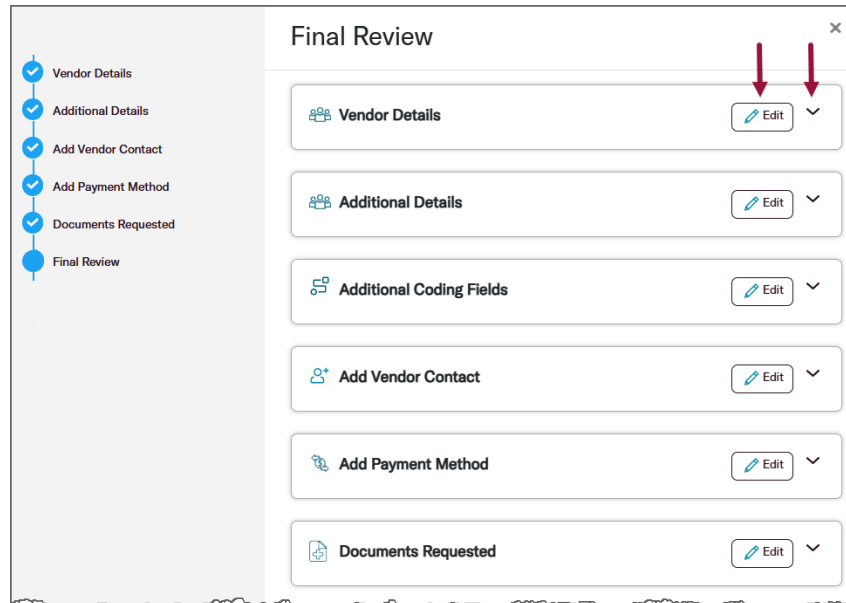 Final Review
Vendor Details
Additional Details
Add Vendor Contact
Add Payment Method
Documents Requested
Final Review
Vendor Details
Edit
Additional Details
Edit
Additional Coding Fields
Edit
Add Vendor Contact
Edit
Add Payment Method
Edit
Documents Requested
Edit